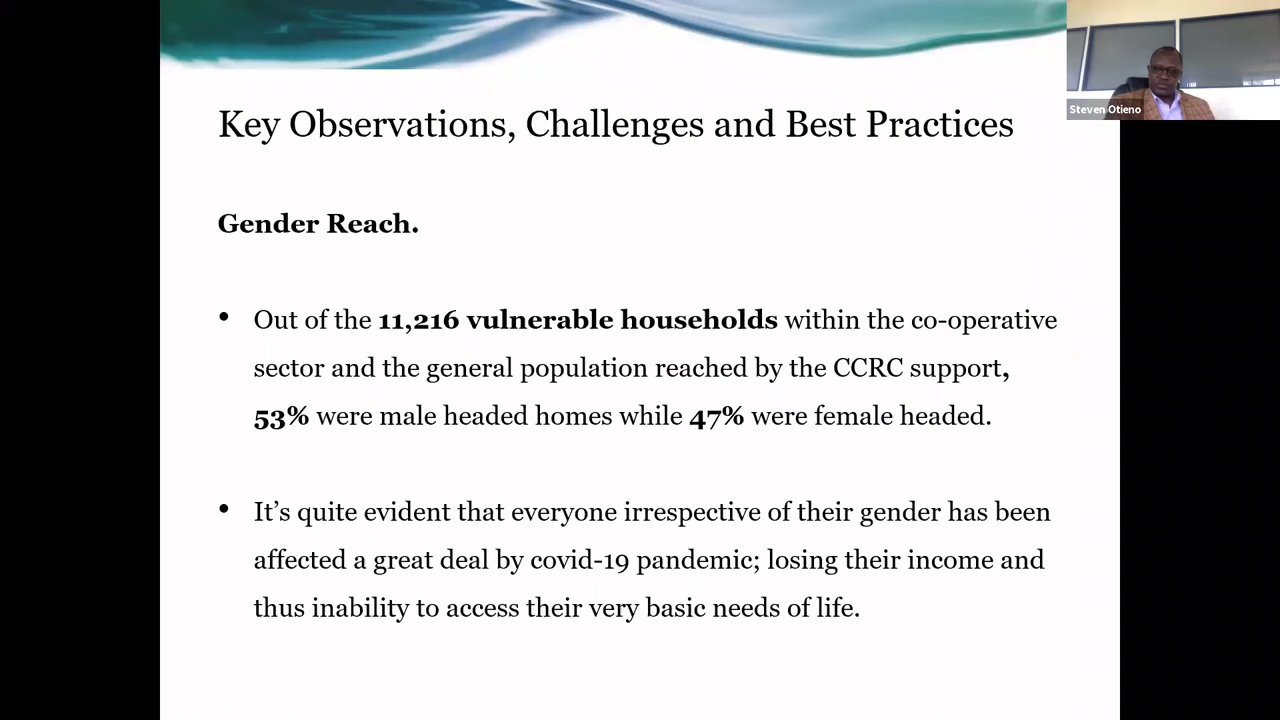 Steven Otieno
Key Observations, Challenges and Best Practices
Gender Reach.
• Out of the 11,216 vulnerable households within the co-operative
sector and the general population reached by the CCRC support,
53% were male headed homes while 47% were female headed.
• It’s quite evident that everyone irrespective of their gender has been
affected a great deal by covid-19 pandemic; losing their income and
thus inability to access their very basic needs of life.